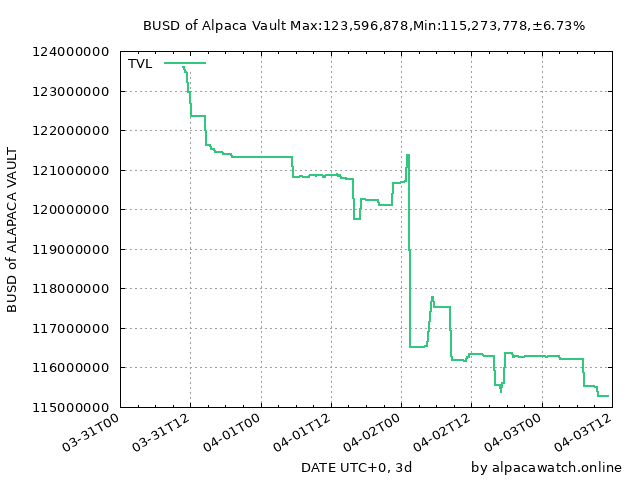 BUSD of Alpaca Vault Max:123,596,878,Min:115,273,778,±6.73%
TVL
124000000
123000000
122000000
121000000
120000000
119000000
118000000
117000000
116000000
115000000
BUSD of ALAPACA VAULT
03-31T00
03-31T12
04-01T00
04-01T12
04-02T00
04-02T12
04-03T00
04-03T12
DATE UTC+0, 3d
by alpacawatch.online